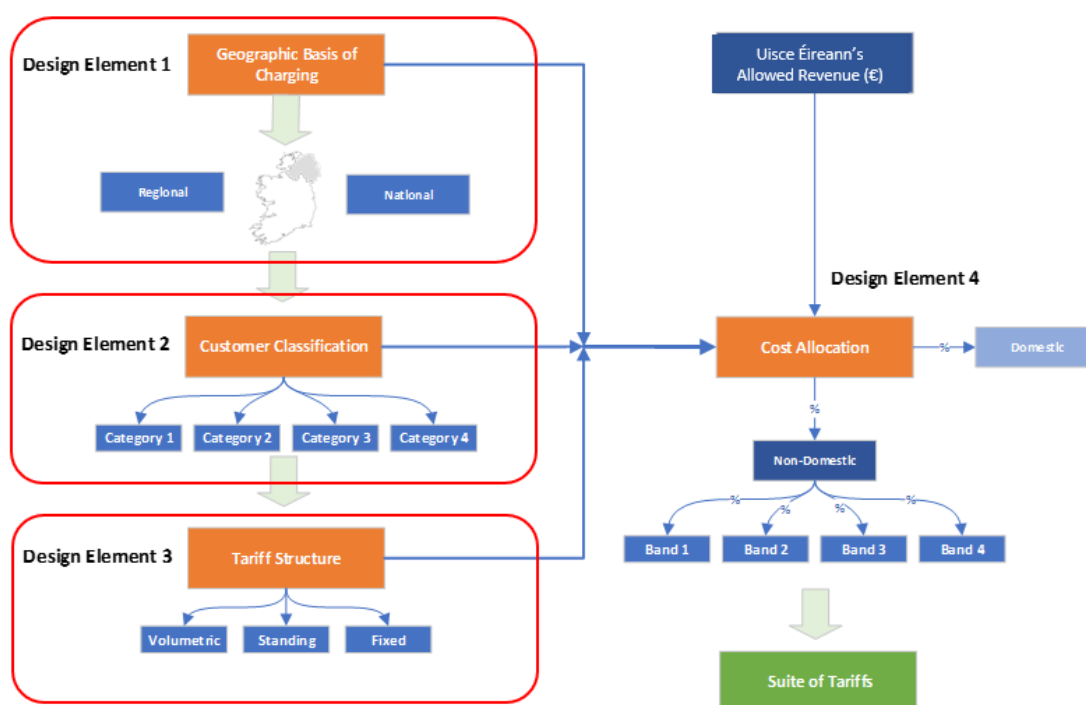 Design Element 1
Geographic Basis of
Charging
Regional
National
Design Element 2
Customer Classification
Category 1
Category 2
Category 3
Category 4
Design Element 3
Tariff Structure
Volumetric
Standing
Fixed
Uisce Éireann's
Allowed Revenue (€)
Design Element 4
Cost Allocation
%
Domestic
%
Non-Domestic
%
%
%
%
Band 1
Band 2
Band 3
Band 4
Suite of Tariffs